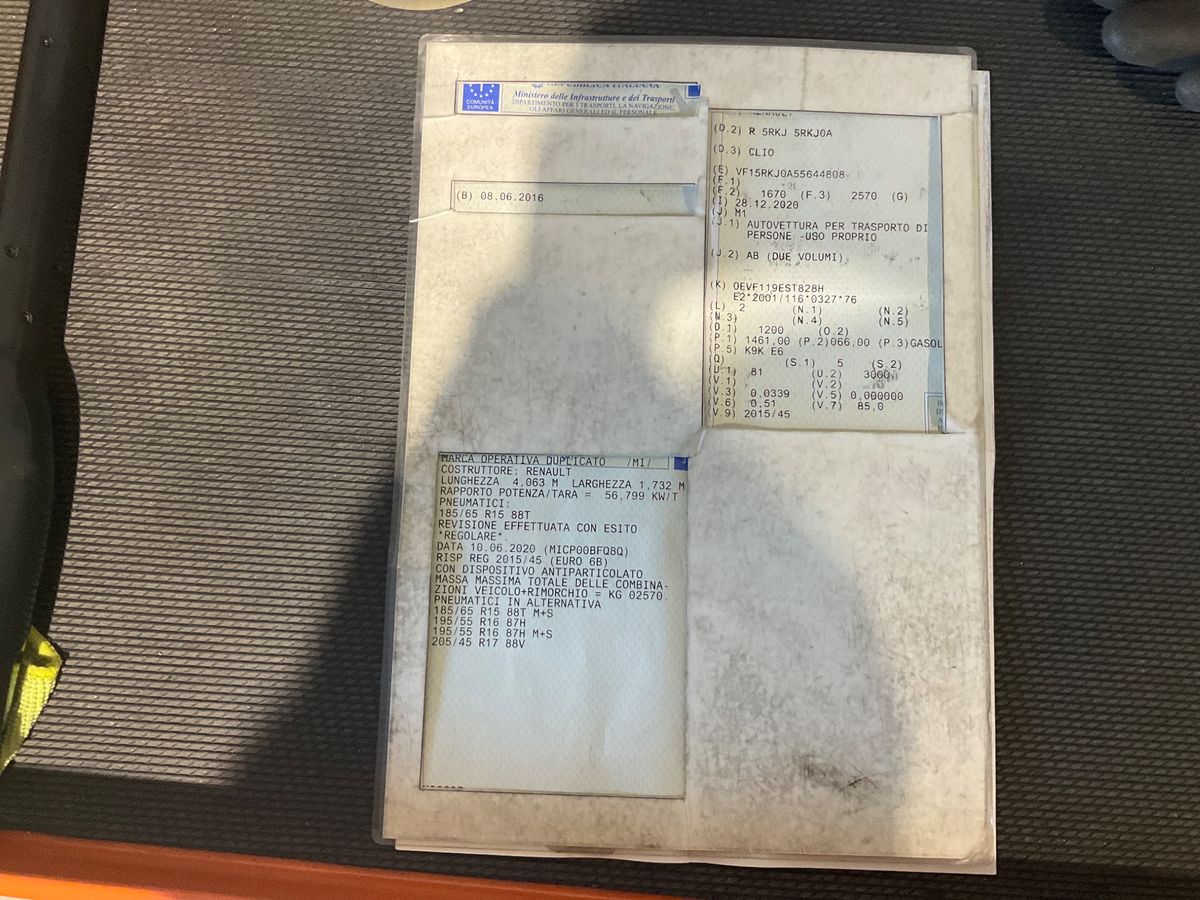 REPUBBLICA ITALIANA
COMUNITÀ
EUROPEA
Ministero delle Infrastrutture e dei Trasporti
DIPARTIMENTO PER I TRASPORTI, LA NAVIGAZIONE,
GLI AFFARI GENERALI ED IL PERSONALE
(B) 08.06.2016
RENAULT
(D.2) R 5RKJ 5RKJ0A
(D.3) CLIO
(E) VF15RKJ0A55644808
(F.1)
(F.2) 1670 (F.3) 2570 (G)
(I) 28.12.2020
(J) M1
(J.1) AUTOVETTURA PER TRASPORTO DI
PERSONE -USO PROPRIO
(J.2) AB (DUE VOLUMI)
(K) OEVF119EST828H
E2*2001/116*0327*76
(L) 2 (N.1) (N.2)
(N.3) (N.4) (N.5)
(O.1) 1200 (O.2)
(P.1) 1461,00 (P.2)066,00 (P.3)GASOL
(P.5) K9K E6
(Q) (S.1) 5 (S.2)
(U.1) 81 (U.2) 3000
(V.1) (V.2)
(V.3) 0,0339 (V.5) 0,000000
(V.6) 0,51 (V.7) 85,0
(V.9) 2015/45
MARCA OPERATIVA DUPLICATO /MI/ 3
COSTRUTTORE: RENAULT
LUNGHEZZA 4,063 M LARGHEZZA 1,732 M
RAPPORTO POTENZA/TARA = 56,799 KW/T
PNEUMATICI:
185/65 R15 88T
REVISIONE EFFETTUATA CON ESITO
*REGOLARE*
DATA 10.06.2020 (MICP00BFQ8Q)
RISP REG 2015/45 (EURO 6B)
CON DISPOSITIVO ANTIPARTICOLATO
MASSA MASSIMA TOTALE DELLE COMBINA-
ZIONI VEICOLO+RIMORCHIO = KG 02570.
PNEUMATICI IN ALTERNATIVA
185/65 R15 88T M+S
195/55 R16 87H
195/55 R16 87H M+S
205/45 R17 88V